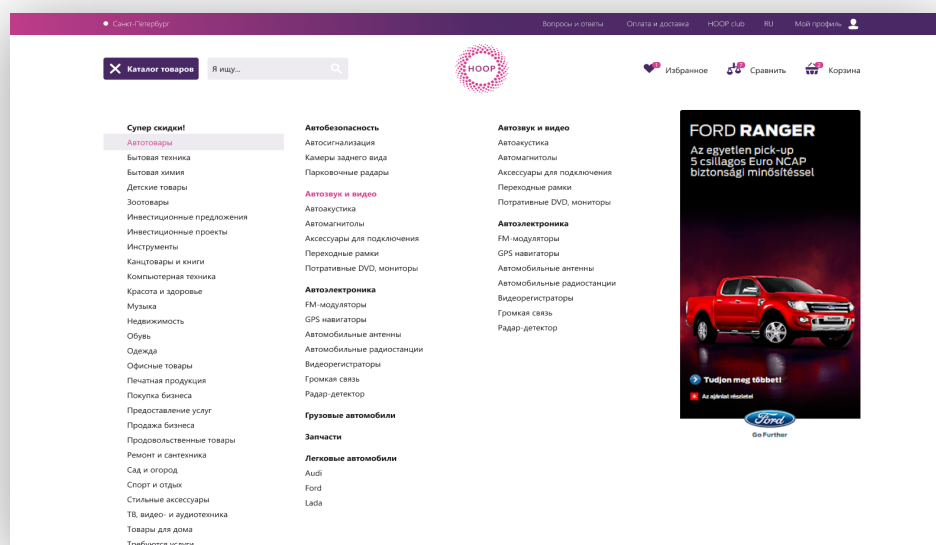 Санкт-Петербург
Вопросы и ответы
Оплата и доставка
HOOP club
RU
Мой профиль
Каталог товаров
Я ищу...
HOOP
1
Избранное
7
Сравнить
2
Корзина
Супер скидки!
Автотовары
Бытовая техника
Бытовая химия
Детские товары
Зоотовары
Инвестиционные предложения
Инвестиционные проекты
Инструменты
Канцтовары и книги
Компьютерная техника
Красота и здоровье
Музыка
Недвижимость
Обувь
Одежда
Офисные товары
Печатная продукция
Покупка бизнеса
Предоставление услуг
Продажа бизнеса
Продовольственные товары
Ремонт и сантехника
Сад и огород
Спорт и отдых
Стильные аксессуары
ТВ, видео- и аудиотехника
Товары для дома
Требуются услуги
Автобезопасность
Автосигнализация
Камеры заднего вида
Парковочные радары
Автозвук и видео
Автоакустика
Автомагнитолы
Аксессуары для подключения
Переходные рамки
Потративные DVD, мониторы
Автоэлектроника
FM-модуляторы
GPS навигаторы
Автомобильные антенны
Автомобильные радиостанции
Видеорегистраторы
Громкая связь
Радар-детектор
Грузовые автомобили
Запчасти
Легковые автомобили
Audi
Ford
Lada
Автозвук и видео
Автоакустика
Автомагнитолы
Аксессуары для подключения
Переходные рамки
Потративные DVD, мониторы
Автоэлектроника
FM-модуляторы
GPS навигаторы
Автомобильные антенны
Автомобильные радиостанции
Видеорегистраторы
Громкая связь
Радар-детектор
FORD RANGER
Az egyetlen pick-up
5 csillagos Euro NCAP
biztonsági minősítéssel
Tudjon meg többet!
Az ajánlat részletei
Ford
Go Further